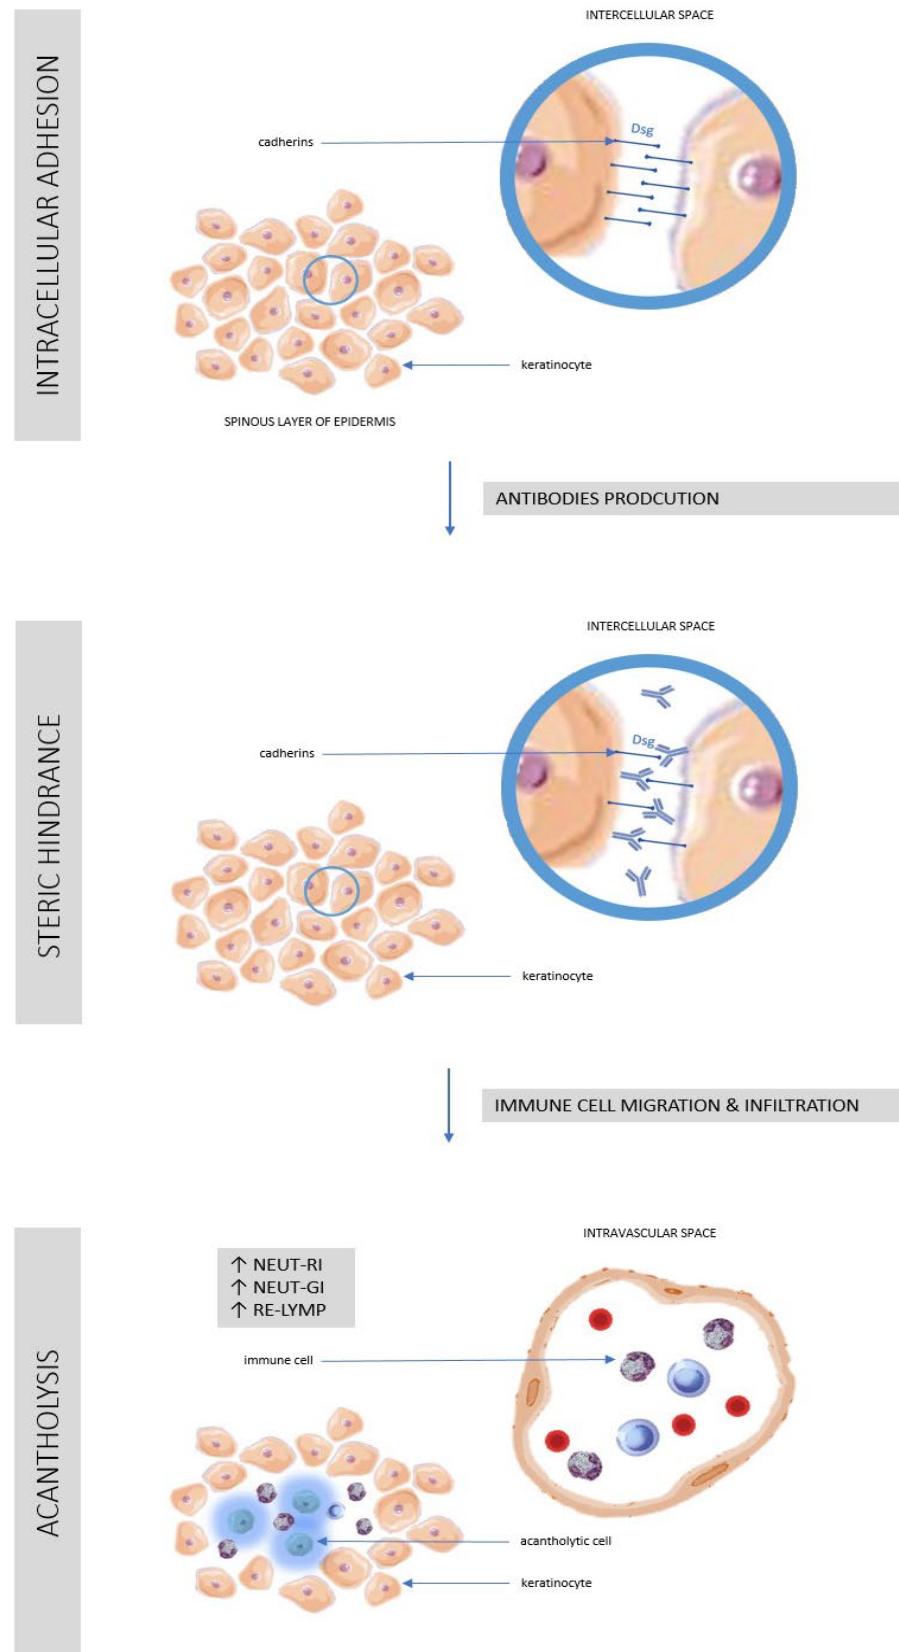 INTRACELLULAR ADHESION
INTERCELLULAR SPACE
Dsg
cadherins
keratinocyte
SPINOUS LAYER OF EPIDERMIS
ANTIBODIES PRODCUTION
STERIC HINDRANCE
INTERCELLULAR SPACE
Dsg
cadherins
keratinocyte
IMMUNE CELL MIGRATION & INFILTRATION
ACANTHOLYSIS
INTRAVASCULAR SPACE
↑ NEUT-RI
↑ NEUT-GI
↑ RE-LYMP
immune cell
acantholytic cell
keratinocyte